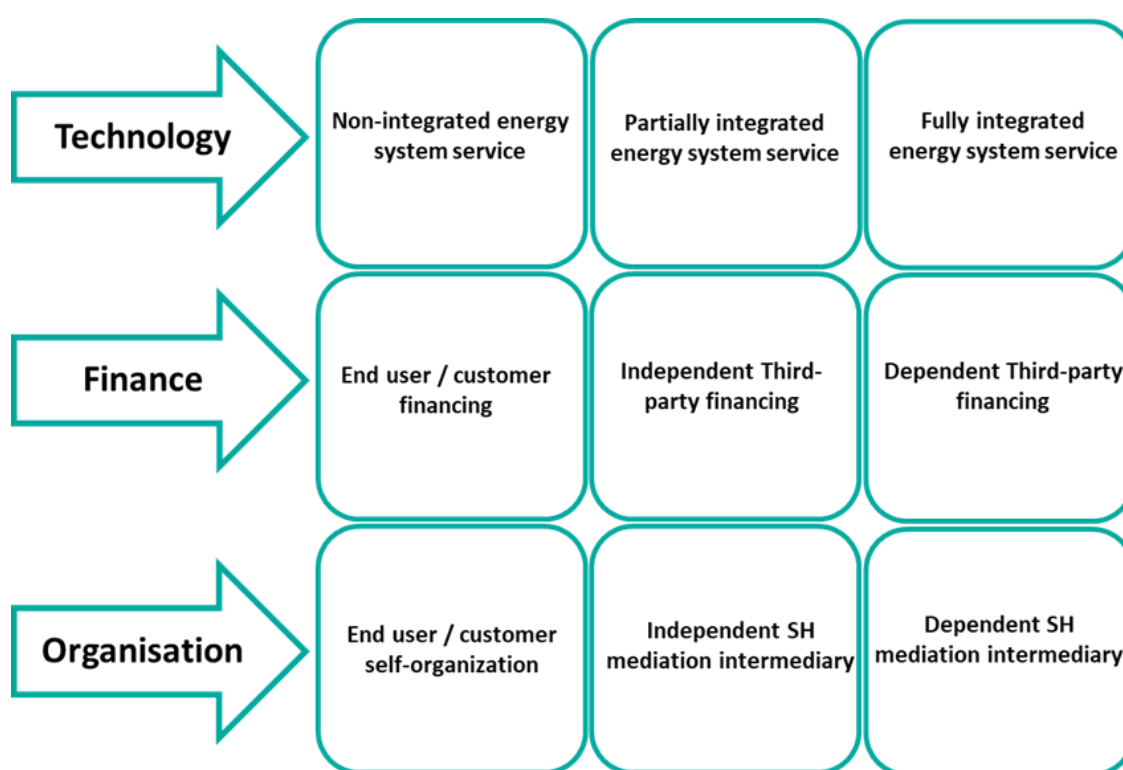 Technology
Non-integrated energy
system service
Partially integrated
energy system service
Fully integrated
energy system service
Finance
End user / customer
financing
Independent Third-
party financing
Dependent Third-party
financing
Organisation
End user / customer
self-organization
Independent SH
mediation intermediary
Dependent SH
mediation intermediary